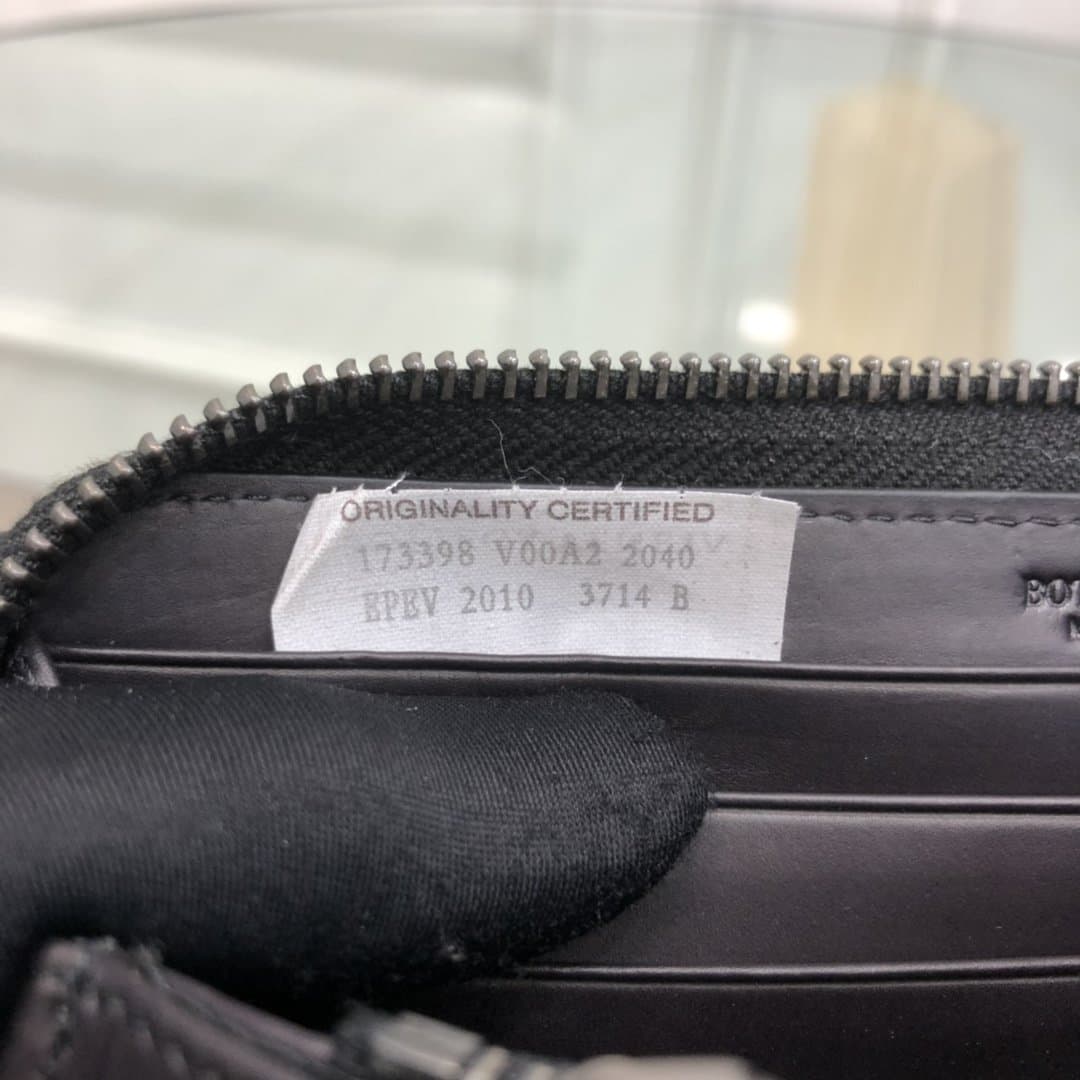 ORIGINALITY CERTIFIED
173398 V00A2 2040
EPEV 2010 3714 B